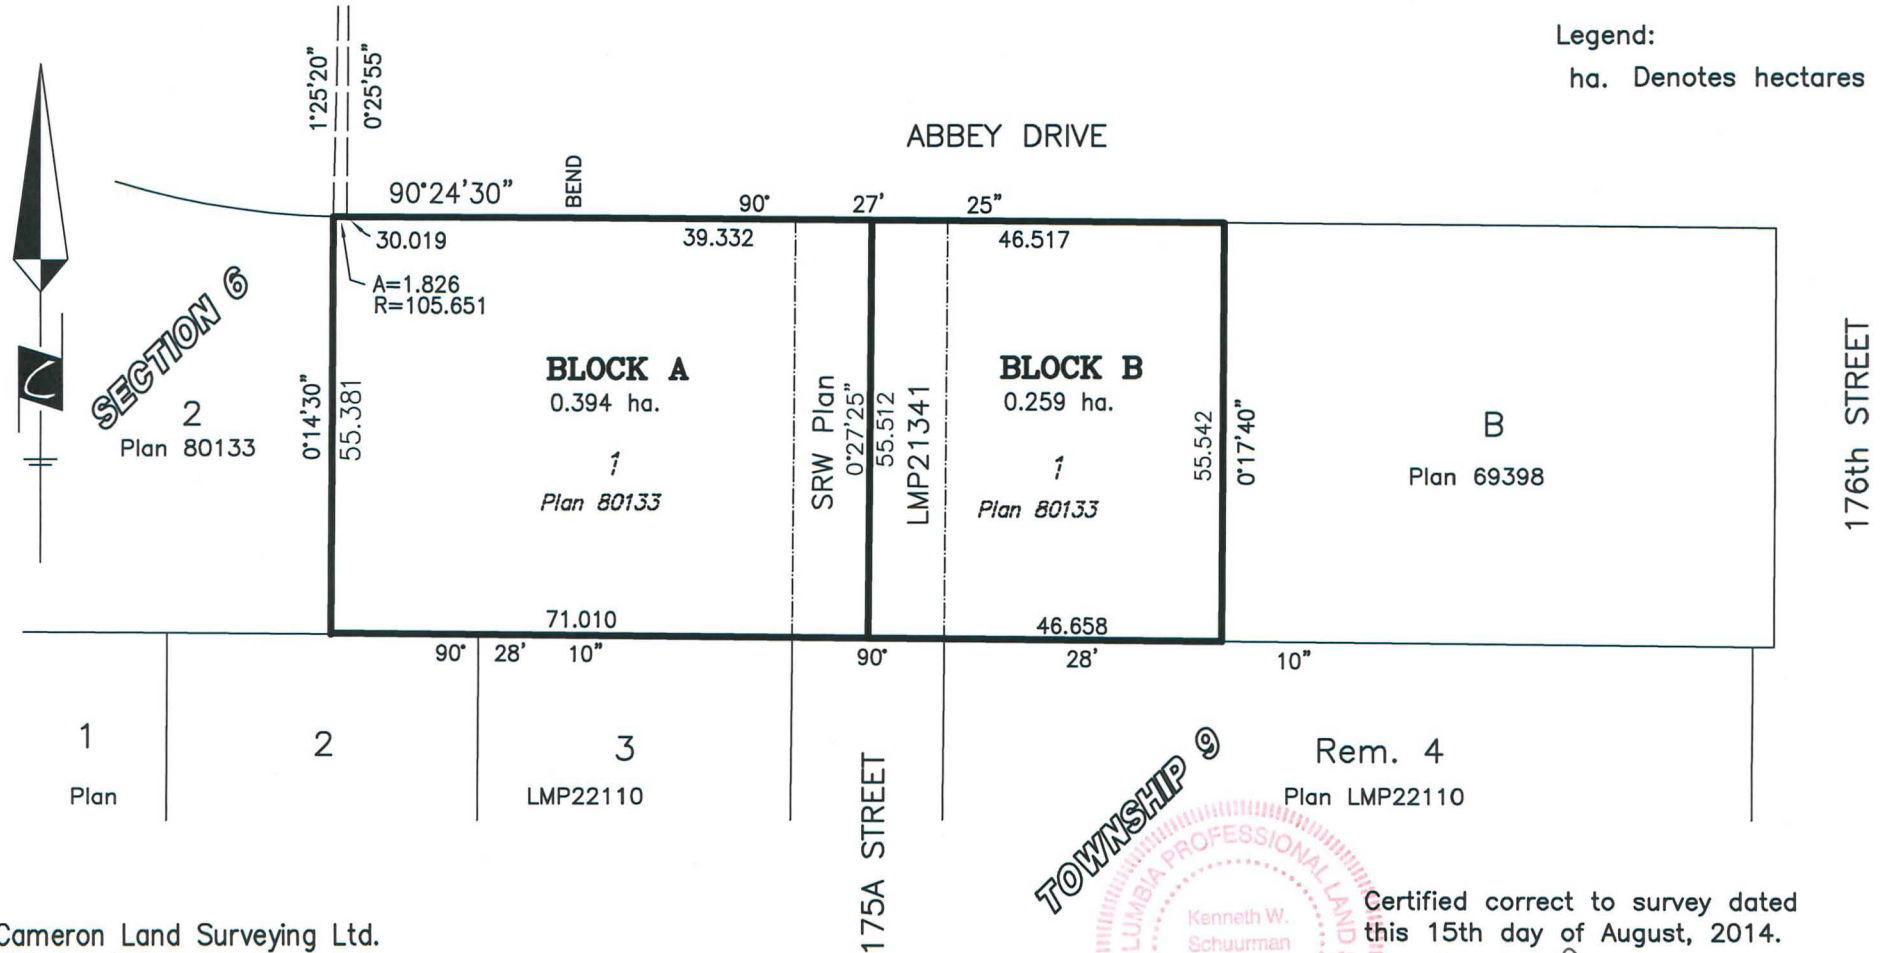 Legend:
ha. Denotes hectares
1°25'20"
0°25'55"
ABBEY DRIVE
90°24'30"
BEND
90° 27' 25"
30.019
39.332
46.517
A=1.826
R=105.651
SECTION 6
2
Plan 80133
0°14'30"
55.381
BLOCK A
0.394 ha.
1
Plan 80133
SRW Plan
0°27'25"
55.512
LMP21341
BLOCK B
0.259 ha.
1
Plan 80133
55.542
0°17'40"
B
Plan 69398
176th STREET
71.010
46.658
90° 28' 10"
90° 28' 10"
1
Plan
2
3
LMP22110
175A STREET
TOWNSHIP 9
Rem. 4
Plan LMP22110
LUMBIA PROFESSIONAL LAND
Kenneth W.
Schuurman
Certified correct to survey dated
this 15th day of August, 2014.
Cameron Land Surveying Ltd.